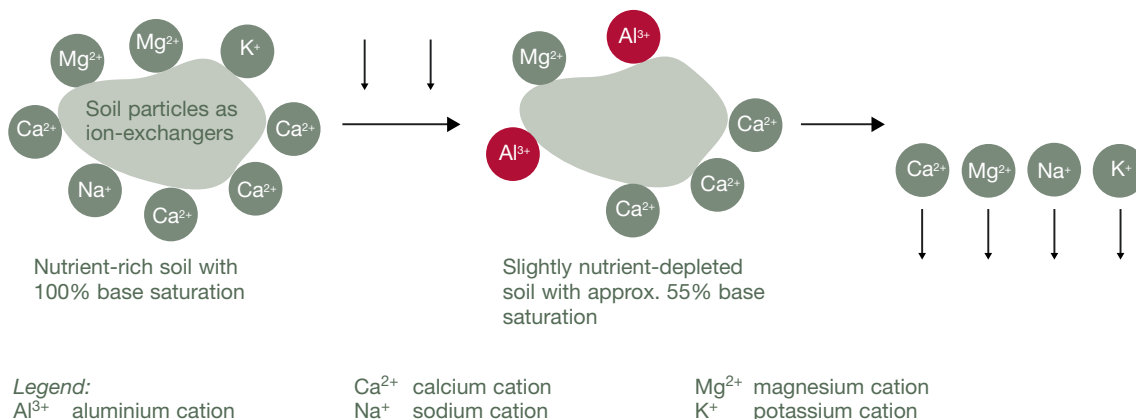 Mg²⁺ Mg²⁺ K⁺
Ca²⁺ Soil particles as
ion-exchangers Ca²⁺
Na⁺ Ca²⁺ Ca²⁺
Nutrient-rich soil with
100% base saturation
Mg²⁺ Al³⁺
Al³⁺ Ca²⁺
Ca²⁺ Ca²⁺
Slightly nutrient-depleted
soil with approx. 55% base
saturation
Ca²⁺ Mg²⁺ Na⁺ K⁺
Legend:
Al³⁺ aluminium cation
Ca²⁺ calcium cation
Na⁺ sodium cation
Mg²⁺ magnesium cation
K⁺ potassium cation